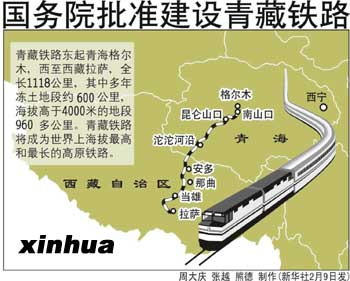 国务院批准建设青藏铁路
青藏铁路东起青海格尔
木，西至西藏拉萨，全
长1118公里，其中多年
冻土地段约600公里，
海拔高于4000米的地段
960多公里。青藏铁路
将成为世界上海拔最高
和最长的高原铁路。
格尔木
西宁
昆仑山口
南山口
沱沱河沿
青海
安多
西藏自治区
那曲
当雄
拉萨
xinhua
周大庆 张越 熊德 制作(新华社2月9日发)